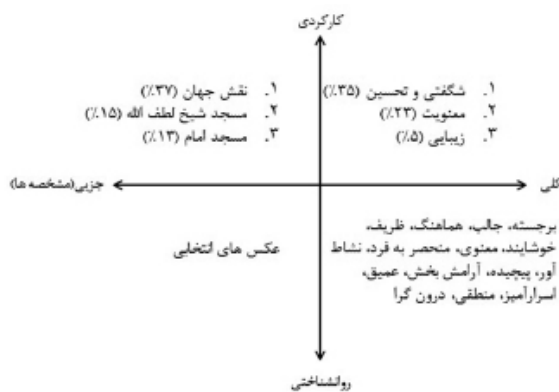 کارکردی
۱. شگفتی و تحسین (۳۵٪)
۲. معنویت (۲۳٪)
۳. زیبایی (۵٪)
۱. نقش جهان (۳۷٪)
۲. مسجد شیخ لطف الله (۱۵٪)
۳. مسجد امام (۱۳٪)
کلی
جزیی(مشخصه ها)
برجسته، جالب، هماهنگ، ظریف،
خوشایند، معنوی، منحصر به فرد، نشاط
آور، پیچیده، آرامش بخش، عمیق،
اسرارآمیز، منطقی، درون گرا
عکس های انتخابی
روانشناختی